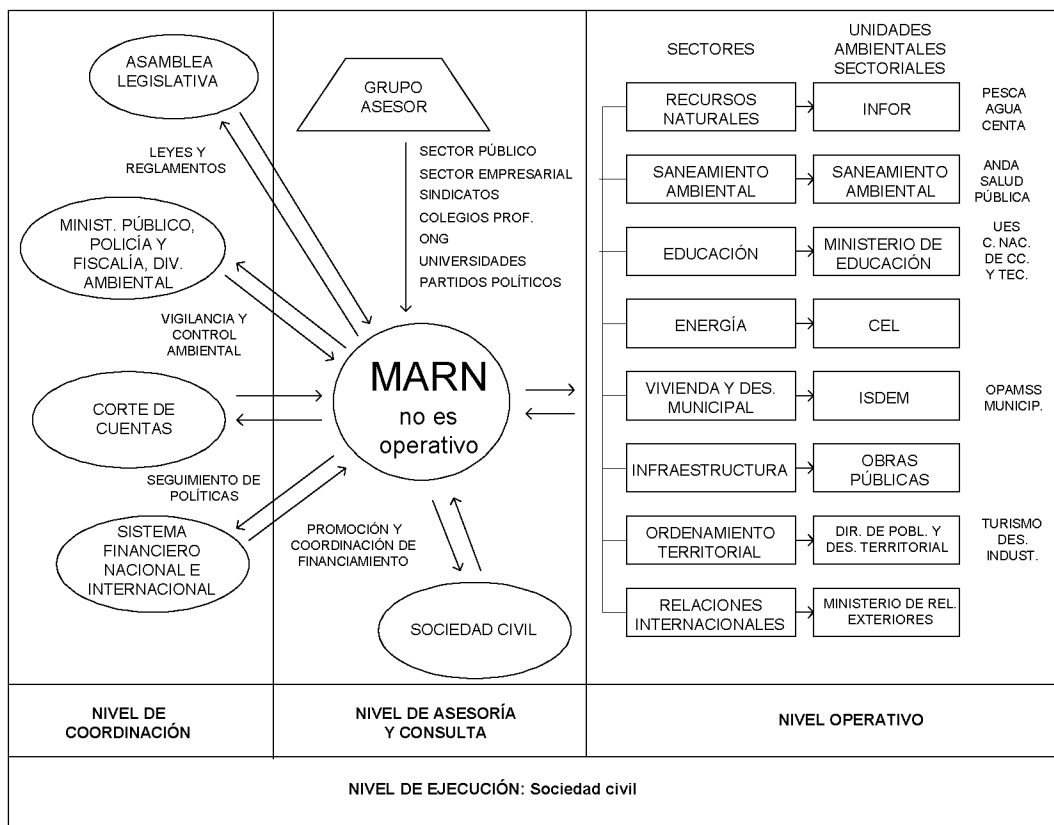 ASAMBLEA
LEGISLATIVA
LEYES Y
REGLAMENTOS
MINIST. PÚBLICO,
POLICÍA Y
FISCALÍA, DIV.
AMBIENTAL
VIGILANCIA Y
CONTROL
AMBIENTAL
CORTE DE
CUENTAS
SEGUIMIENTO DE
POLÍTICAS
SISTEMA
FINANCIERO
NACIONAL E
INTERNACIONAL
GRUPO
ASESOR
SECTOR PÚBLICO
SECTOR EMPRESARIAL
SINDICATOS
COLEGIOS PROF.
ONG
UNIVERSIDADES
PARTIDOS POLÍTICOS
MARN
no es
operativo
PROMOCIÓN Y
COORDINACIÓN DE
FINANCIAMIENTO
SOCIEDAD CIVIL
SECTORES
UNIDADES
AMBIENTALES
SECTORIALES
RECURSOS
NATURALES
INFOR
PESCA
AGUA
CENTA
SANEAMIENTO
AMBIENTAL
SANEAMIENTO
AMBIENTAL
ANDA
SALUD
PÚBLICA
EDUCACIÓN
MINISTERIO DE
EDUCACIÓN
UES
C. NAC.
DE CC.
Y TEC.
ENERGÍA
CEL
VIVIENDA Y DES.
MUNICIPAL
ISDEM
OPAMSS
MUNICIP.
INFRAESTRUCTURA
OBRAS
PÚBLICAS
ORDENAMIENTO
TERRITORIAL
DIR. DE POBL. Y
DES. TERRITORIAL
TURISMO
DES.
INDUST.
RELACIONES
INTERNACIONALES
MINISTERIO DE REL.
EXTERIORES
NIVEL DE
COORDINACIÓN
NIVEL DE ASESORÍA
Y CONSULTA
NIVEL OPERATIVO
NIVEL DE EJECUCIÓN: Sociedad civil